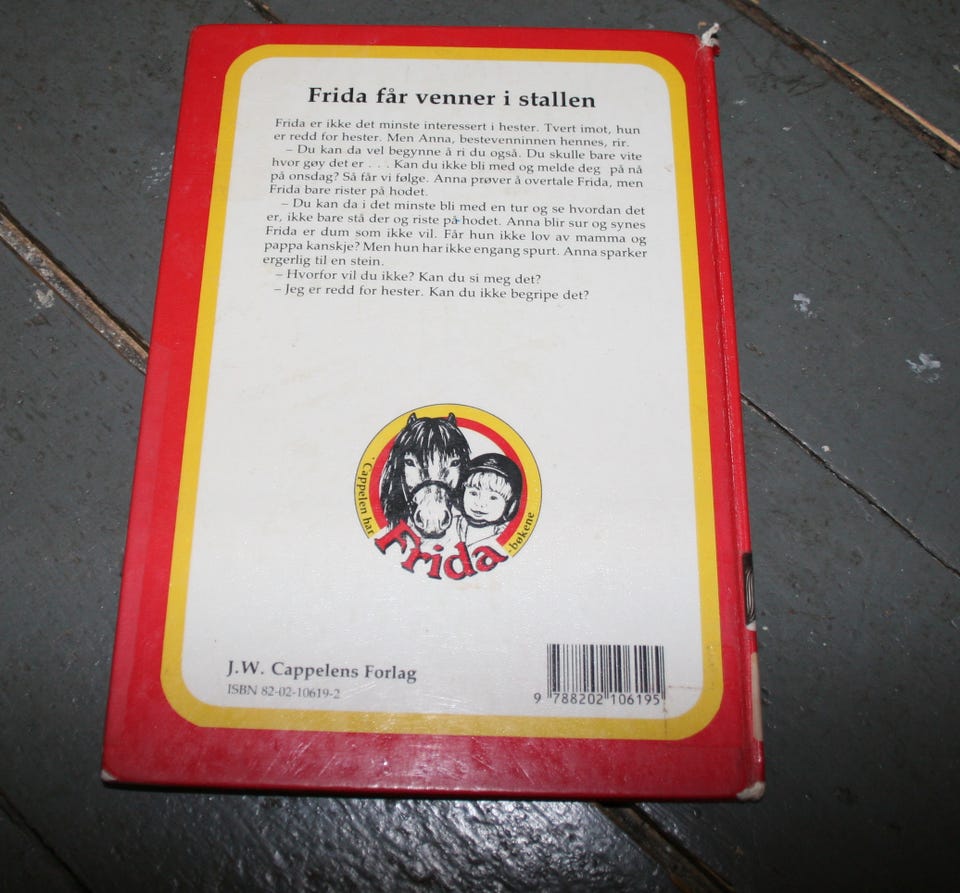 Frida får venner i stallen
Frida er ikke det minste interessert i hester. Tvert imot, hun
er redd for hester. Men Anna, bestevenninnen hennes, rir.
– Du kan da vel begynne å ri du også. Du skulle bare vite
hvor gøy det er . . . Kan du ikke bli med og melde deg på nå
på onsdag? Så får vi følge. Anna prøver å overtale Frida, men
Frida bare rister på hodet.
– Du kan da i det minste bli med en tur og se hvordan det
er, ikke bare stå der og riste på hodet. Anna blir sur og synes
Frida er dum som ikke vil. Får hun ikke lov av mamma og
pappa kanskje? Men hun har ikke engang spurt. Anna sparker
ergerlig til en stein.
– Hvorfor vil du ikke? Kan du si meg det?
– Jeg er redd for hester. Kan du ikke begripe det?
Cappelen har
Frida
-bøkene
J.W. Cappelens Forlag
ISBN 82-02-10619-2
9 788202 106195